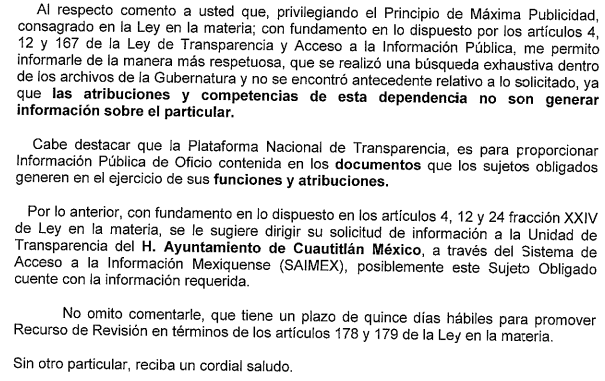 Al respecto comento a usted que, privilegiando el Principio de Máxima Publicidad,
consagrado en la Ley en la materia; con fundamento en lo dispuesto por los artículos 4,
12 y 167 de la Ley de Transparencia y Acceso a la Información Pública, me permito
informarle de la manera más respetuosa, que se realizó una búsqueda exhaustiva dentro
de los archivos de la Gubernatura y no se encontró antecedente relativo a lo solicitado, ya
que las atribuciones y competencias de esta dependencia no son generar
información sobre el particular.
Cabe destacar que la Plataforma Nacional de Transparencia, es para proporcionar
Información Pública de Oficio contenida en los documentos que los sujetos obligados
generen en el ejercicio de sus funciones y atribuciones.
Por lo anterior, con fundamento en lo dispuesto en los artículos 4, 12 y 24 fracción XXIV
de Ley en la materia, se le sugiere dirigir su solicitud de información a la Unidad de
Transparencia del H. Ayuntamiento de Cuautitlán México, a través del Sistema de
Acceso a la Información Mexiquense (SAIMEX), posiblemente este Sujeto Obligado
cuente con la información requerida.
No omito comentarle, que tiene un plazo de quince días hábiles para promover
Recurso de Revisión en términos de los artículos 178 y 179 de la Ley en la materia.
Sin otro particular, reciba un cordial saludo.